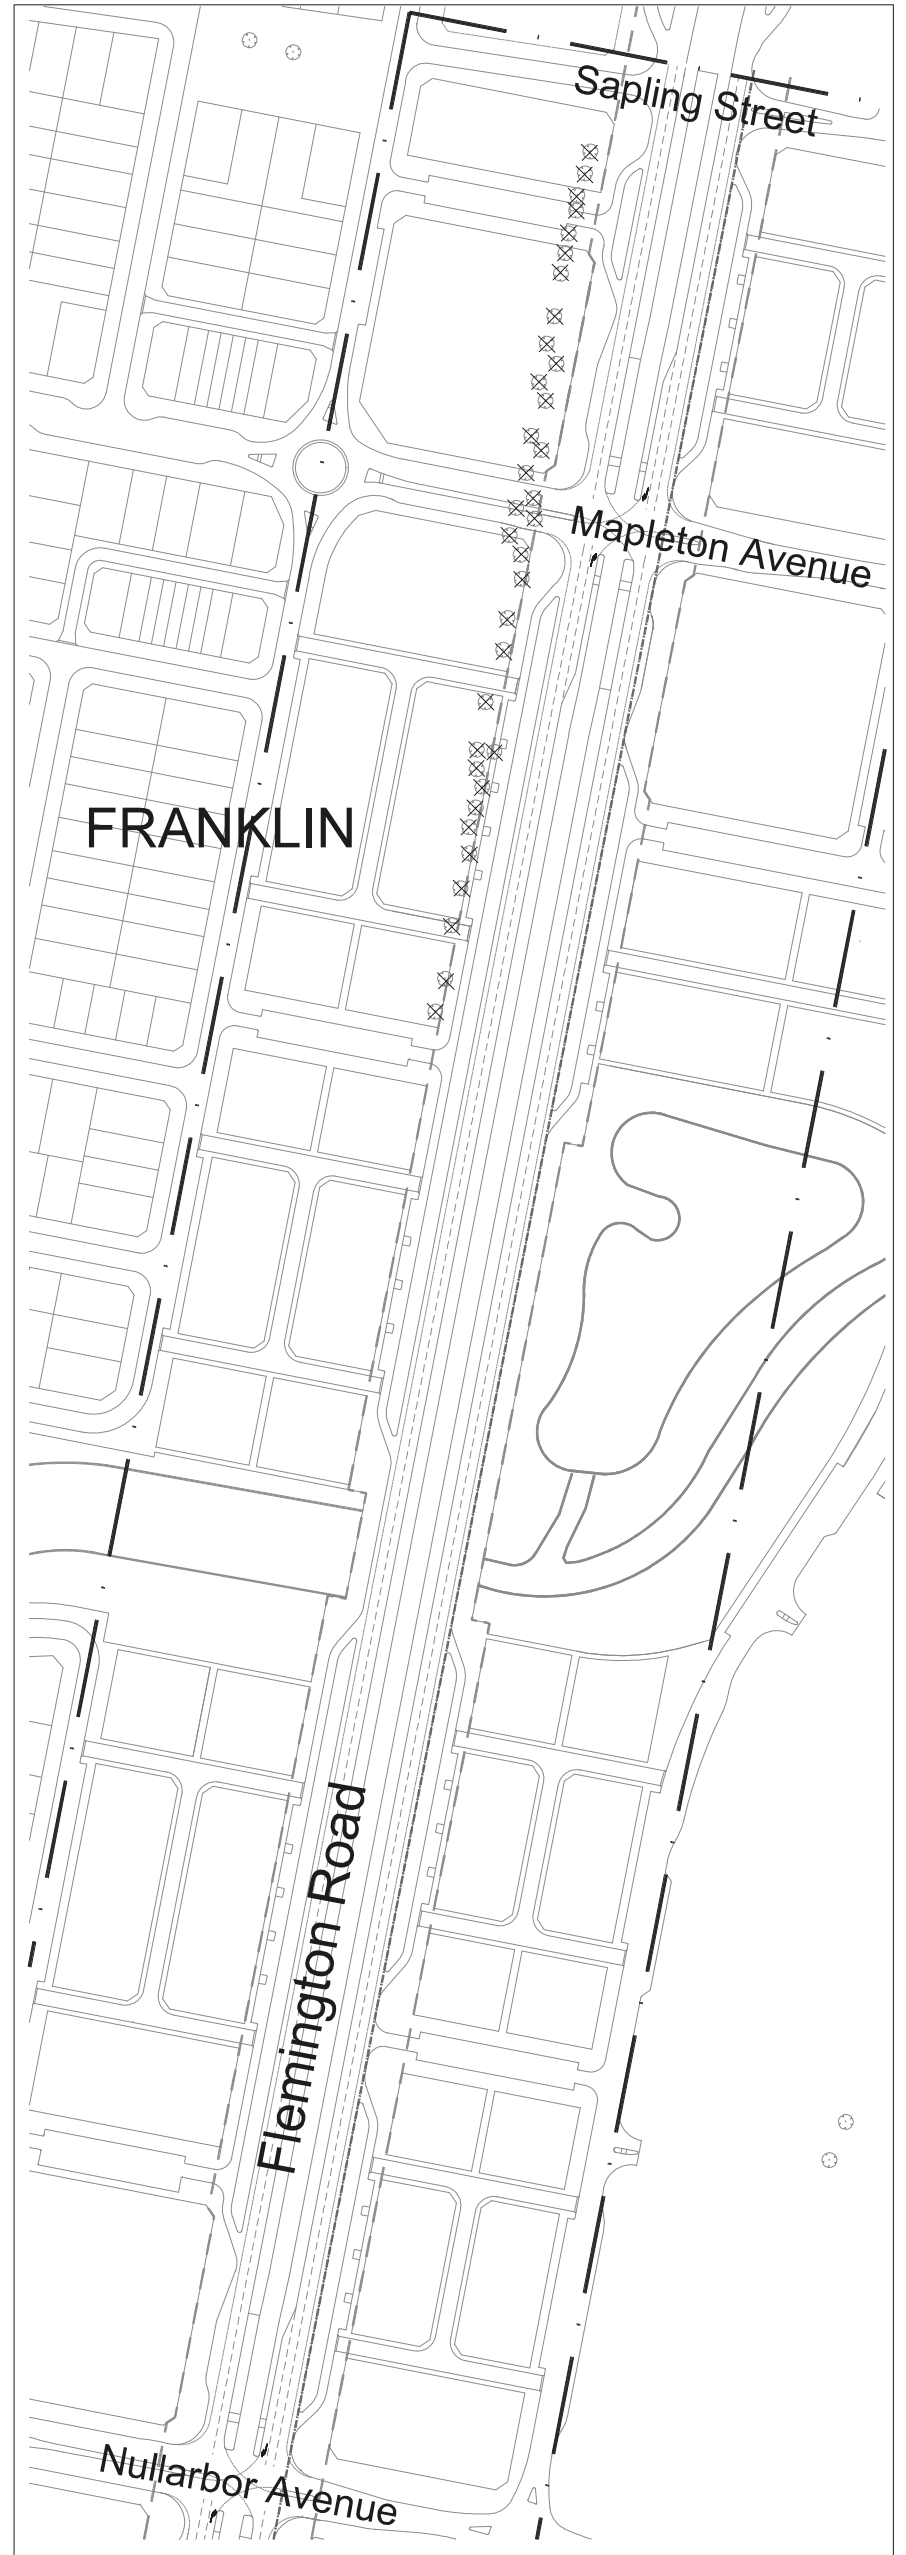 Sapling Street
Mapleton Avenue
FRANKLIN
Flemington Road
Nullarbor Avenue